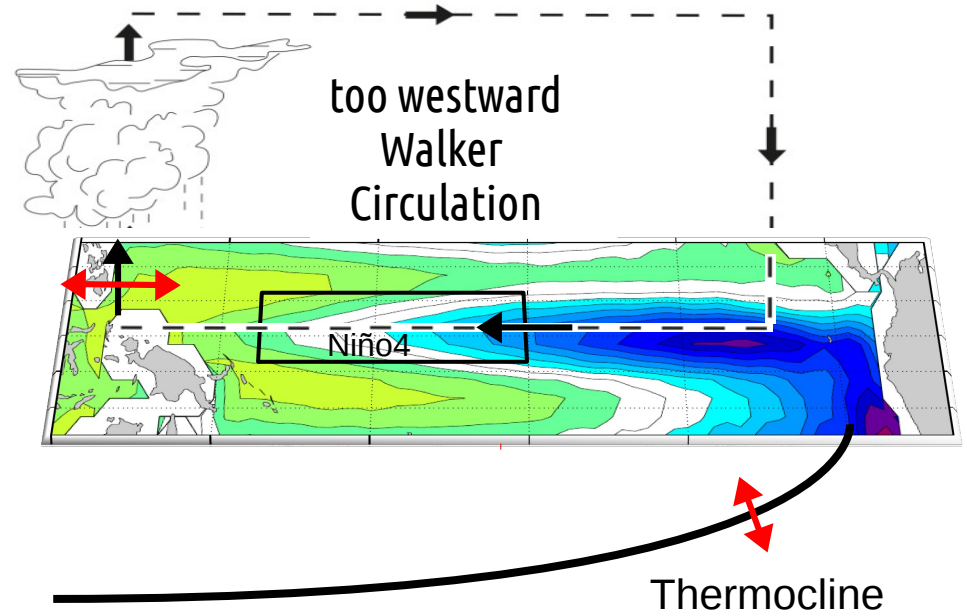 too westward
Walker
Circulation
Niño4
Thermocline